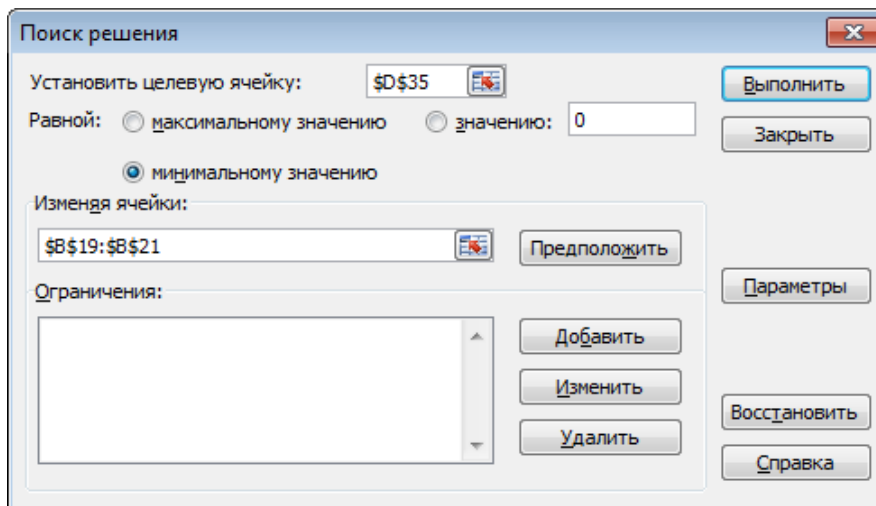 Поиск решения
Установить целевую ячейку: $D$35
Выполнить
Равной: максимальному значению значению: 0
Закрыть
минимальному значению
Изменяя ячейки:
$B$19:$B$21
Предположить
Ограничения:
Параметры
Добавить
Изменить
Восстановить
Удалить
Справка